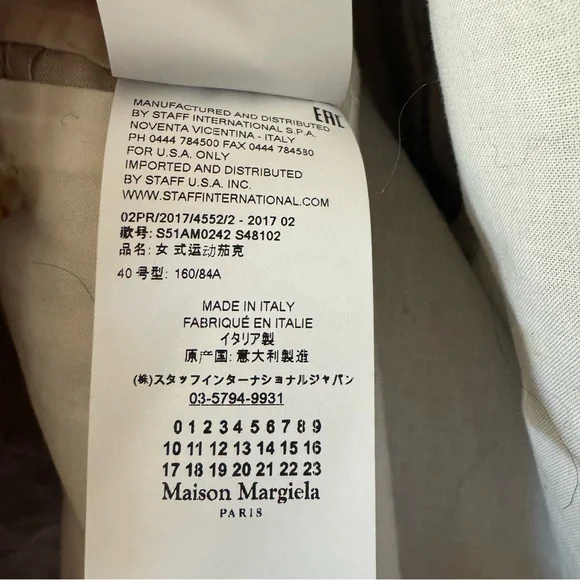 MANUFACTURED AND DISTRIBUTED
BY STAFF INTERNATIONAL S.P.A.
EAC
NOVENTA VICENTINA - ITALY
PH 0444 784500 FAX 0444 784580
FOR U.S.A. ONLY
IMPORTED AND DISTRIBUTED
BY STAFF U.S.A. INC.
WWW.STAFFINTERNATIONAL.COM
02PR/2017/4552/2 - 2017 02
款号: S51AM0242 S48102
品名: 女 式运动茄克
40 号型: 160/84A
MADE IN ITALY
FABRIQUÉ EN ITALIE
イタリア製
原产国: 意大利製造
(株)スタッフインターナショナルジャパン
03-5794-9931
0 1 2 3 4 5 6 7 8 9
10 11 12 13 14 15 16
17 18 19 20 21 22 23
Maison Margiela
PARIS